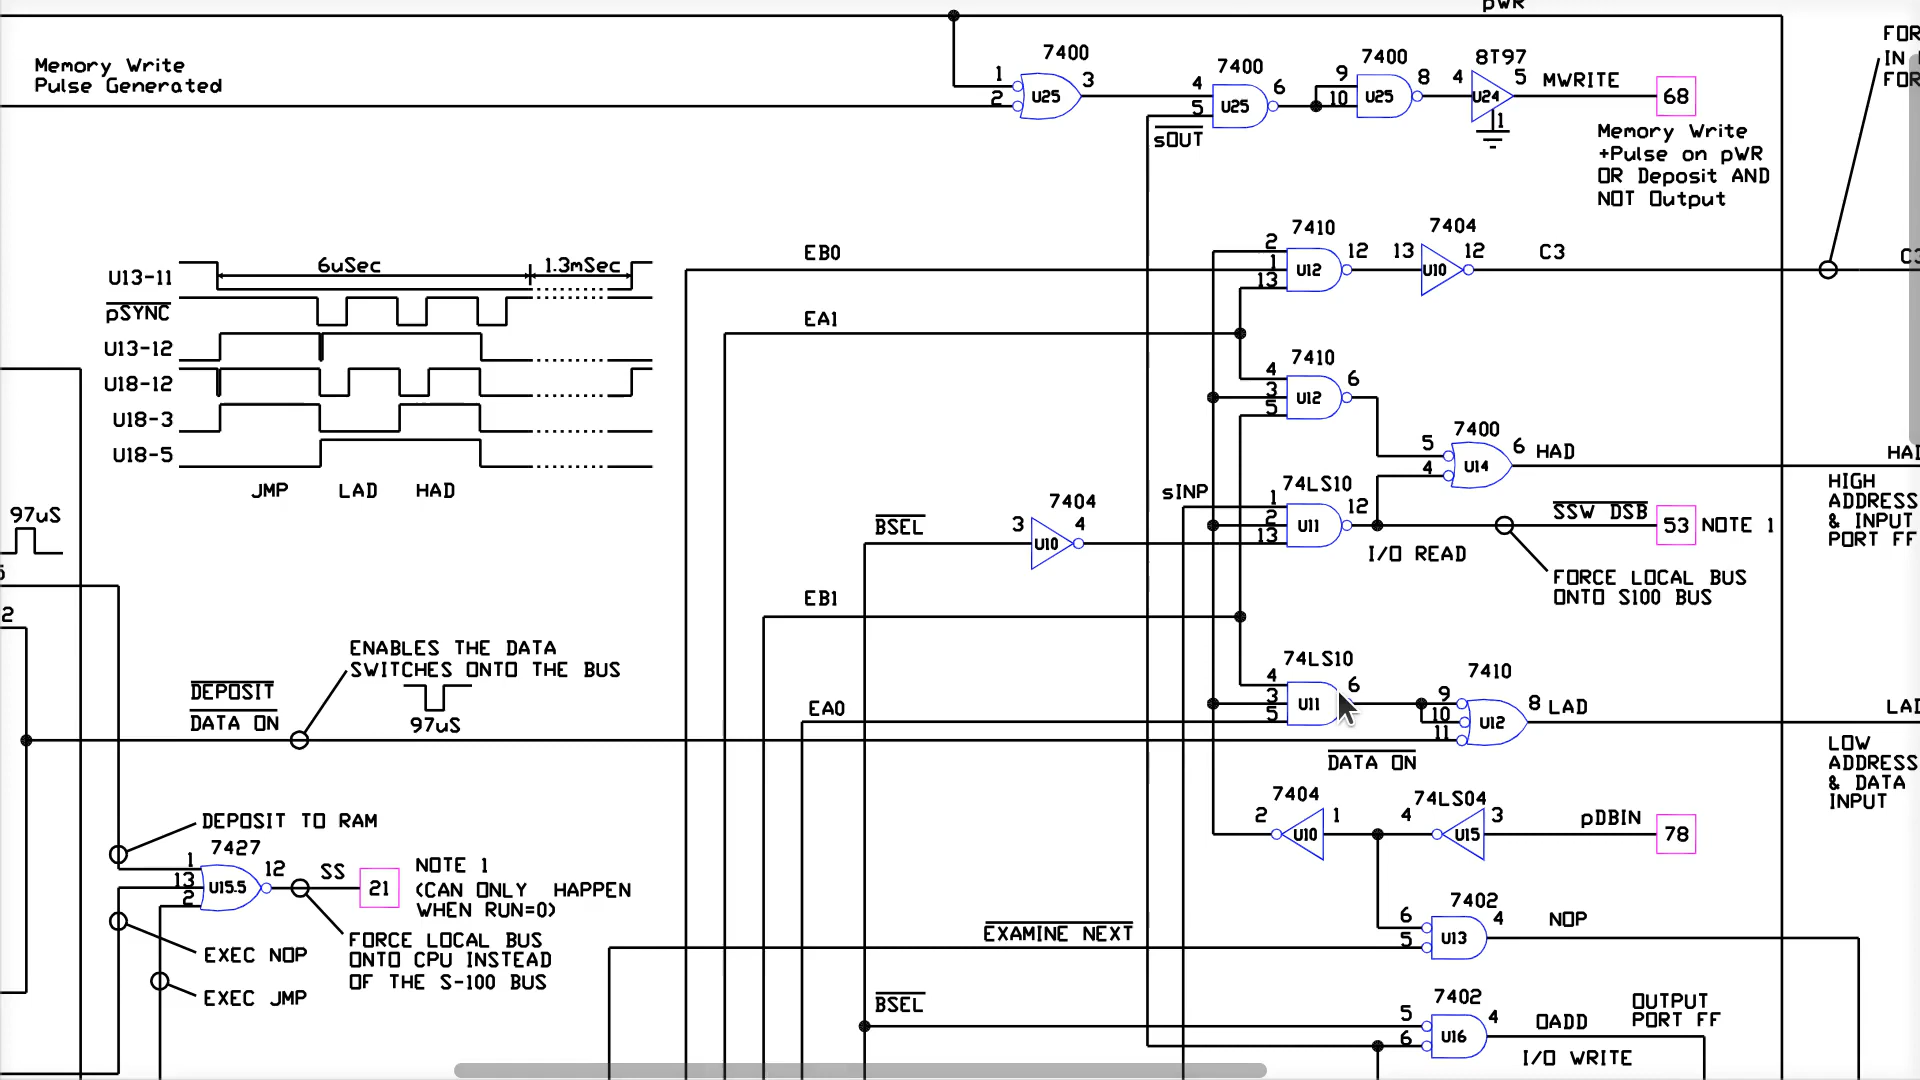 pWR
FOR
IN
FOR
Memory Write
Pulse Generated
7400
1
2
U25
3
7400
4
5
U25
6
7400
9
10
U25
8
8T97
4
U24
5
1
MWRITE
68
sOUT
Memory Write
+Pulse on pWR
OR Deposit AND
NOT Output
U13-11
6uSec
1.3mSec
pSYNC
U13-12
U18-12
U18-3
U18-5
JMP LAD HAD
EB0
7410
2
1
13
U12
12
7404
13
U10
12
C3
C3
EA1
7410
4
3
5
U12
6
7400
5
4
U14
6
HAD
HAD
HIGH
ADDRESS
& INPUT
PORT FF
sINP
74LS10
1
2
13
U11
12
I/O READ
SSW DSB
53
NOTE 1
FORCE LOCAL BUS
ONTO S100 BUS
BSEL
7404
3
U10
4
97uS
2
EB1
ENABLES THE DATA
SWITCHES ONTO THE BUS
97uS
DEPOSIT
DATA ON
EA0
74LS10
4
3
5
U11
6
7410
9
10
11
U12
8
LAD
LAD
LOW
ADDRESS
& DATA
INPUT
DATA ON
7404
2
U10
1
74LS04
4
U15
3
pDBIN
78
DEPOSIT TO RAM
7427
1
13
2
U15.5
12
SS
21
NOTE 1
(CAN ONLY HAPPEN
WHEN RUN=0)
EXEC NOP
EXEC JMP
FORCE LOCAL BUS
ONTO CPU INSTEAD
OF THE S-100 BUS
EXAMINE NEXT
7402
6
5
U13
4
NOP
BSEL
7402
5
6
U16
4
OADD
OUTPUT
PORT FF
I/O WRITE